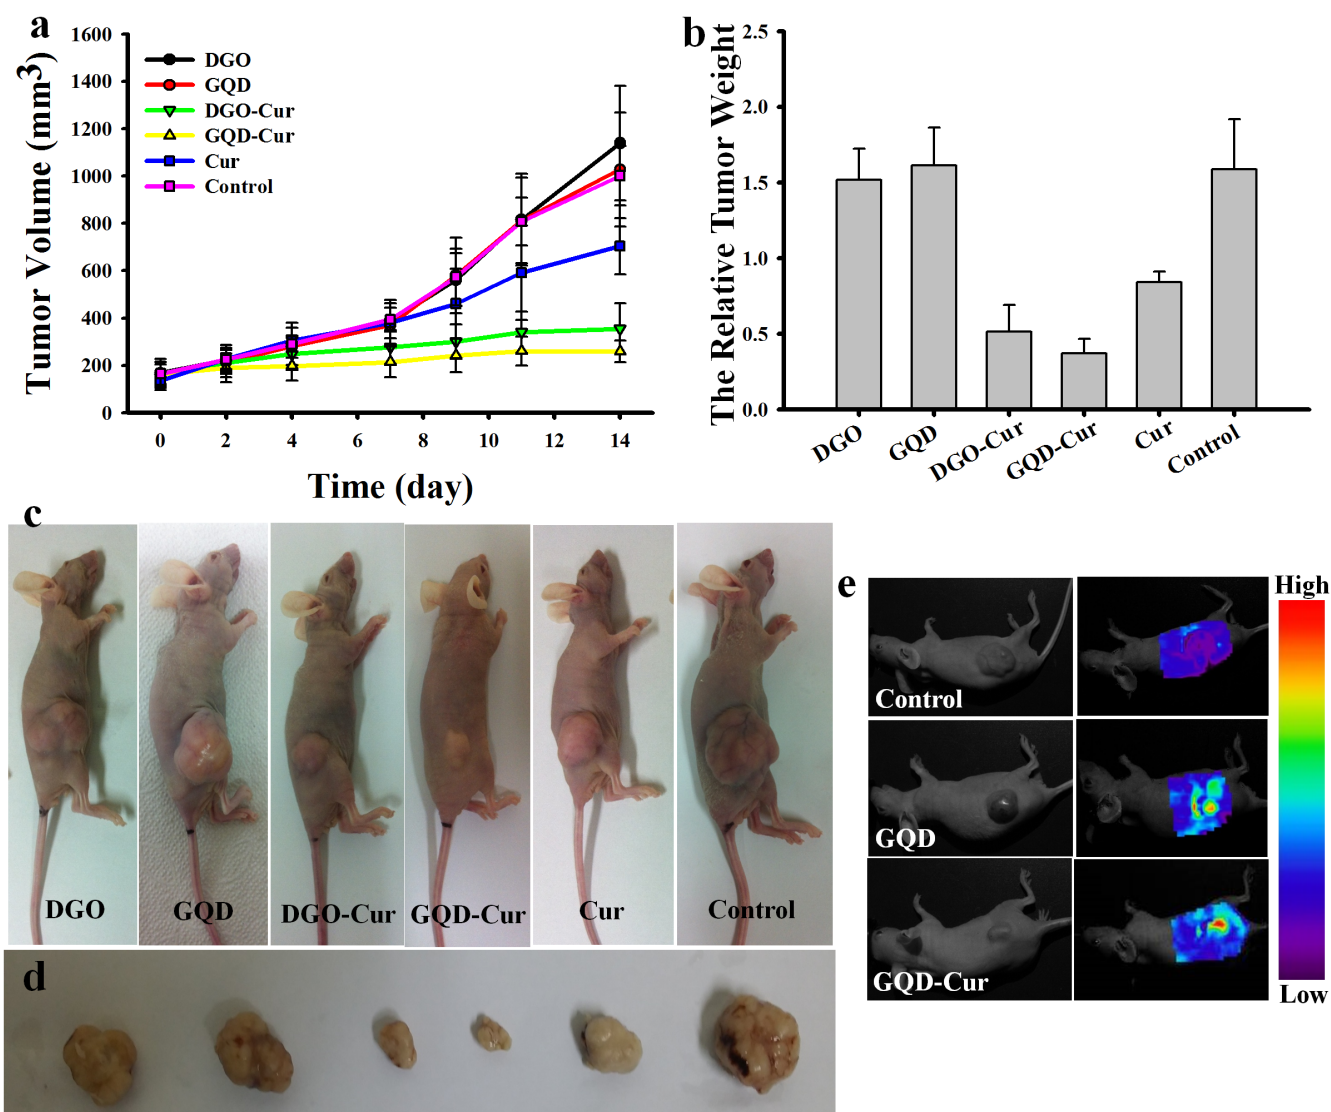 a
Tumor Volume (mm3)
1600
1400
1200
1000
800
600
400
200
0
DGO
GQD
DGO-Cur
GQD-Cur
Cur
Control
0 2 4 6 8 10 12 14
Time (day)
b
The Relative Tumor Weight
2.5
2.0
1.5
1.0
0.5
0.0
DGO GQD DGO-Cur GQD-Cur Cur Control
c
DGO GQD DGO-Cur GQD-Cur Cur Control
d
e
Control
GQD
GQD-Cur
High
Low